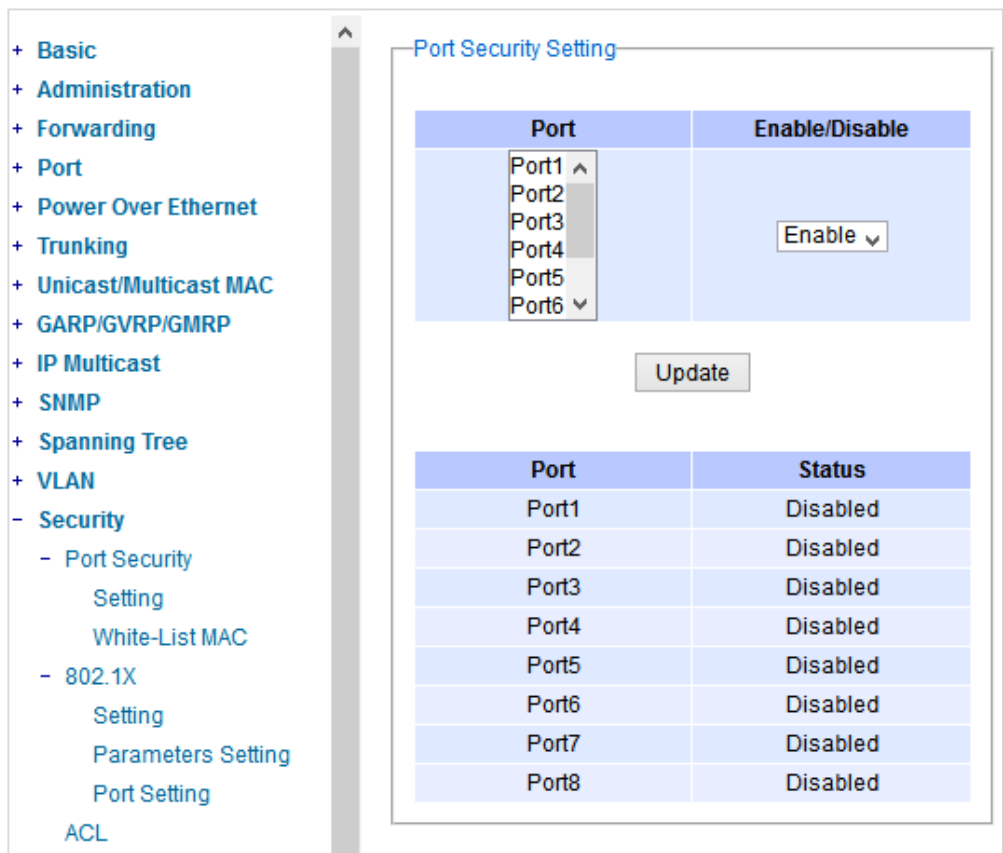 + Basic
+ Administration
+ Forwarding
+ Port
+ Power Over Ethernet
+ Trunking
+ Unicast/Multicast MAC
+ GARP/GVRP/GMRP
+ IP Multicast
+ SNMP
+ Spanning Tree
+ VLAN
- Security
- Port Security
Setting
White-List MAC
- 802.1X
Setting
Parameters Setting
Port Setting
ACL
Port Security Setting
Port Enable/Disable
Port1
Port2
Port3
Port4
Port5
Port6
Enable
Update
Port Status
Port1 Disabled
Port2 Disabled
Port3 Disabled
Port4 Disabled
Port5 Disabled
Port6 Disabled
Port7 Disabled
Port8 Disabled